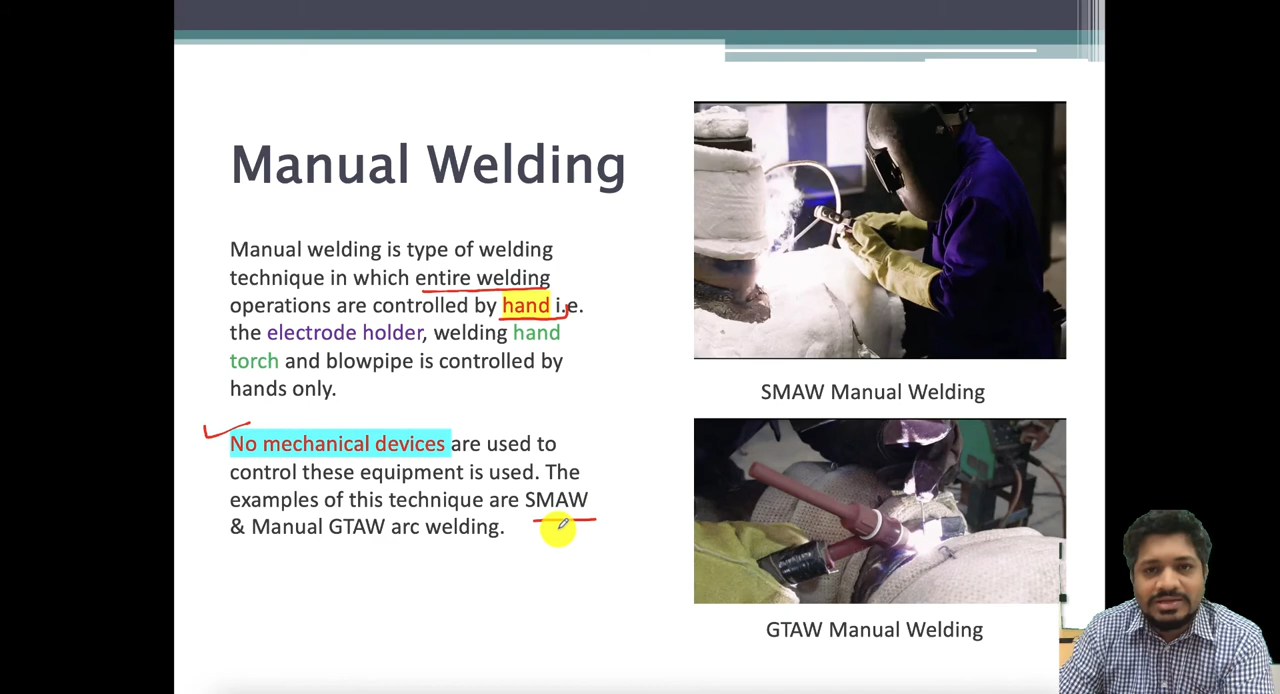 Manual Welding
Manual welding is type of welding
technique in which entire welding
operations are controlled by hand i.e.
the electrode holder, welding hand
torch and blowpipe is controlled by
hands only.
No mechanical devices are used to
control these equipment is used. The
examples of this technique are SMAW
& Manual GTAW arc welding.
SMAW Manual Welding
GTAW Manual Welding